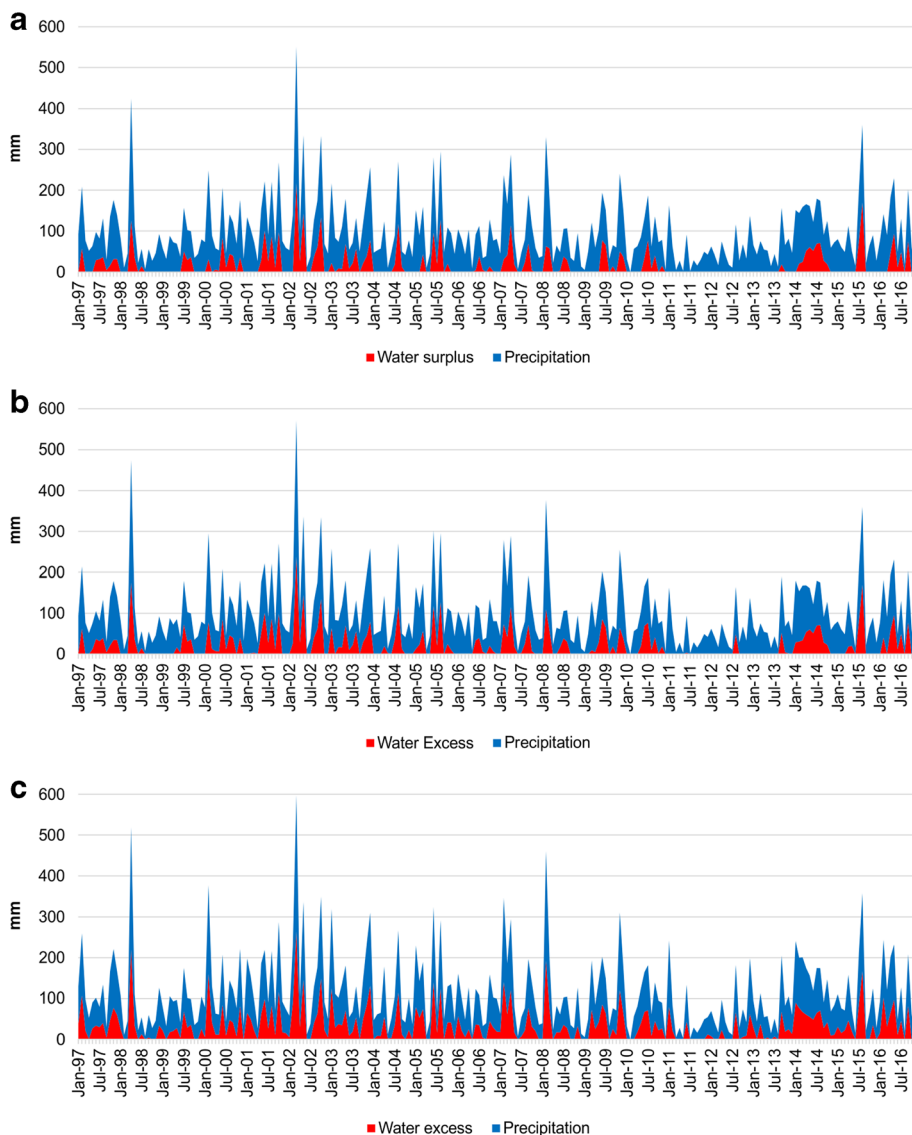 a
600
500
400
300
200
100
0
mm
Jan-97 Jul-97 Jan-98 Jul-98 Jan-99 Jul-99 Jan-00 Jul-00 Jan-01 Jul-01 Jan-02 Jul-02 Jan-03 Jul-03 Jan-04 Jul-04 Jan-05 Jul-05 Jan-06 Jul-06 Jan-07 Jul-07 Jan-08 Jul-08 Jan-09 Jul-09 Jan-10 Jul-10 Jan-11 Jul-11 Jan-12 Jul-12 Jan-13 Jul-13 Jan-14 Jul-14 Jan-15 Jul-15 Jan-16 Jul-16
Water surplus Precipitation
b
600
500
400
300
200
100
0
mm
Jan-97 Jul-97 Jan-98 Jul-98 Jan-99 Jul-99 Jan-00 Jul-00 Jan-01 Jul-01 Jan-02 Jul-02 Jan-03 Jul-03 Jan-04 Jul-04 Jan-05 Jul-05 Jan-06 Jul-06 Jan-07 Jul-07 Jan-08 Jul-08 Jan-09 Jul-09 Jan-10 Jul-10 Jan-11 Jul-11 Jan-12 Jul-12 Jan-13 Jul-13 Jan-14 Jul-14 Jan-15 Jul-15 Jan-16 Jul-16
Water Excess Precipitation
c
600
500
400
300
200
100
0
mm
Jan-97 Jul-97 Jan-98 Jul-98 Jan-99 Jul-99 Jan-00 Jul-00 Jan-01 Jul-01 Jan-02 Jul-02 Jan-03 Jul-03 Jan-04 Jul-04 Jan-05 Jul-05 Jan-06 Jul-06 Jan-07 Jul-07 Jan-08 Jul-08 Jan-09 Jul-09 Jan-10 Jul-10 Jan-11 Jul-11 Jan-12 Jul-12 Jan-13 Jul-13 Jan-14 Jul-14 Jan-15 Jul-15 Jan-16 Jul-16
Water excess Precipitation